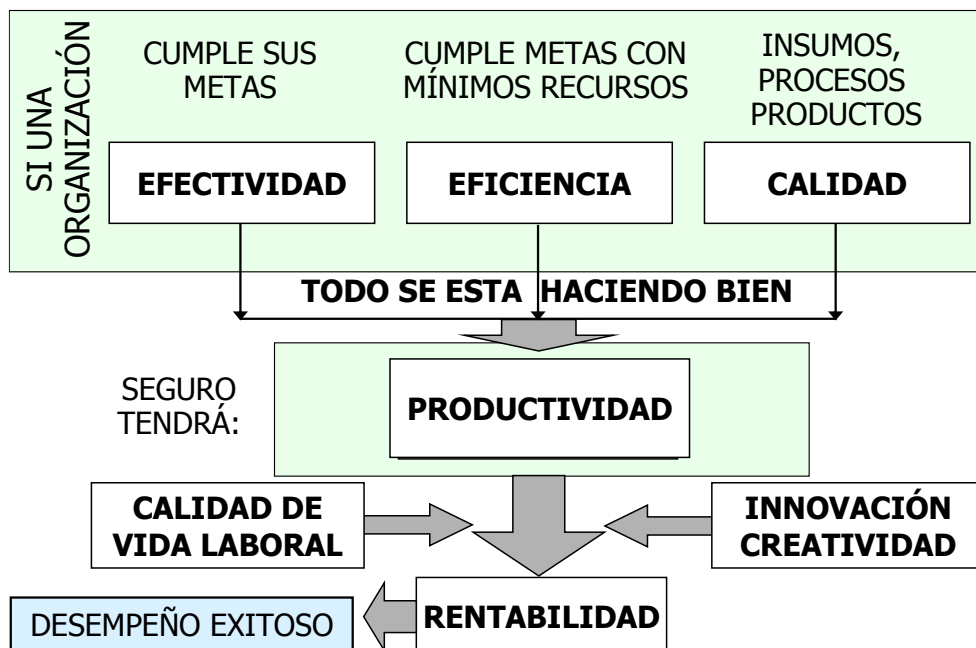 SI UNA
ORGANIZACIÓN
CUMPLE SUS
METAS
CUMPLE METAS CON
MÍNIMOS RECURSOS
INSUMOS,
PROCESOS
PRODUCTOS
EFECTIVIDAD
EFICIENCIA
CALIDAD
TODO SE ESTA HACIENDO BIEN
SEGURO
TENDRÁ:
PRODUCTIVIDAD
CALIDAD DE
VIDA LABORAL
INNOVACIÓN
CREATIVIDAD
RENTABILIDAD
DESEMPEÑO EXITOSO